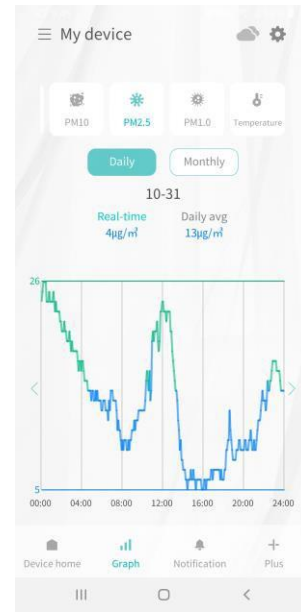 My device
PM10 PM2.5 PM1.0 Temperature
Daily Monthly
10-31
Real-time Daily avg
4μg/㎥ 13μg/㎥
26
5
00:00 04:00 08:00 12:00 16:00 20:00 24:00
Device home Graph Notification Plus